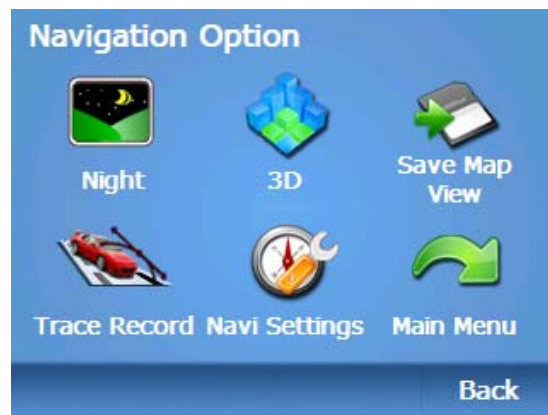 Navigation Option
Night
3D
Save Map
View
Trace Record
Navi Settings
Main Menu
Back